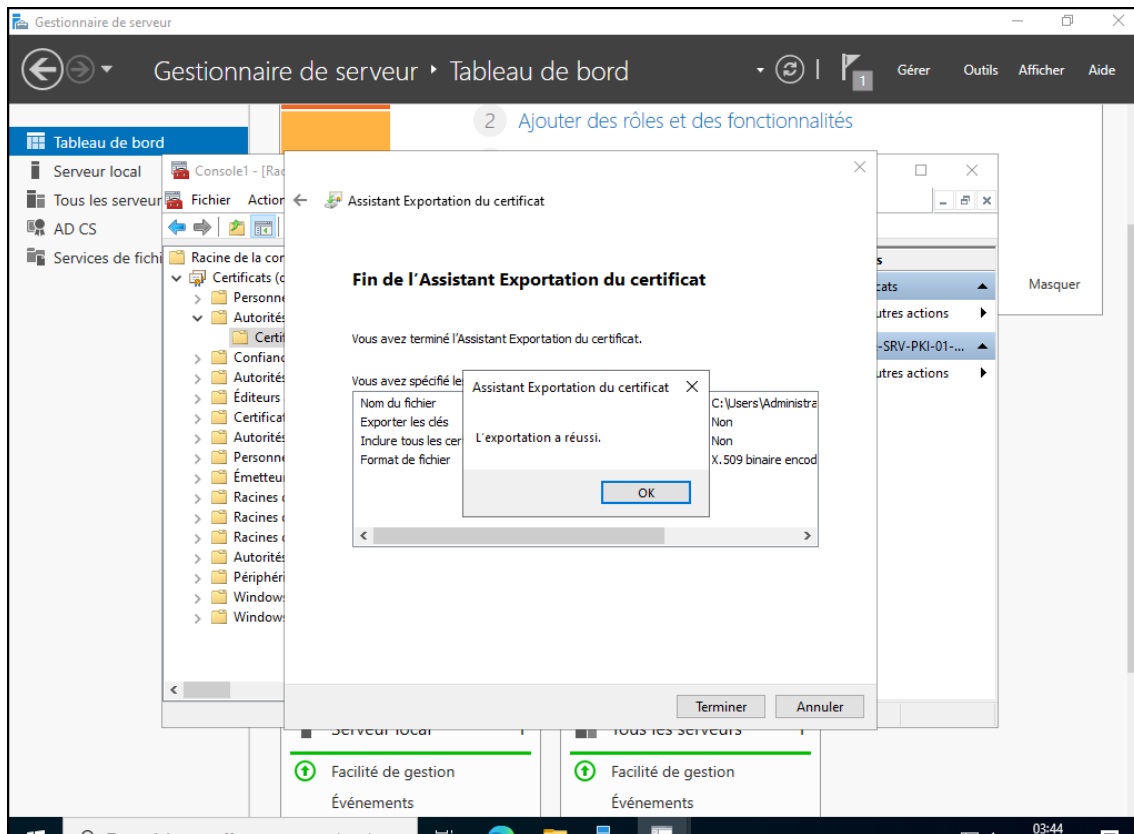 Gestionnaire de serveur
Gestionnaire de serveur • Tableau de bord
1
Gérer Outils Afficher Aide
2 Ajouter des rôles et des fonctionnalités
Tableau de bord
Serveur local
Tous les serveur
AD CS
Services de fichi
Console1 - [Rac
Fichier Action
Racine de la con
Certificats (o
Personne
Autorités
Certif
Confianc
Autorités
Éditeurs
Certificat
Autorités
Personne
Émetteur
Racines
Racines
Racines
Autorités
Périphéri
Windows
Windows
Assistant Exportation du certificat
Fin de l'Assistant Exportation du certificat
Vous avez terminé l'Assistant Exportation du certificat.
Vous avez spécifié le
Nom du fichier C:\Users\Administra
Exporter les clés Non
Inclure tous les cer Non
Format de fichier X.509 binaire encod
Assistant Exportation du certificat
L'exportation a réussi.
OK
Terminer Annuler
s
cats
utres actions
-SRV-PKI-01-...
utres actions
Masquer
Serveur local 1
Tous les serveurs 1
Facilité de gestion
Événements
Facilité de gestion
Événements
03:44